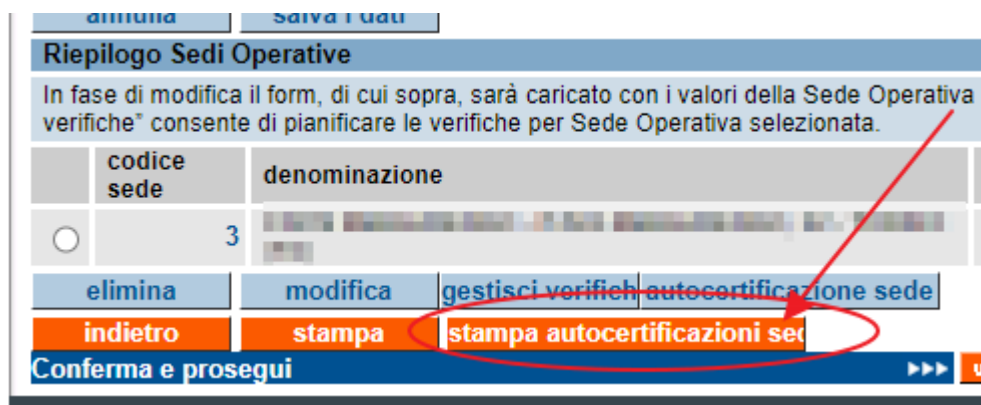 annulla salva i dati
Riepilogo Sedi Operative
In fase di modifica il form, di cui sopra, sarà caricato con i valori della Sede Operativa
verifiche" consente di pianificare le verifiche per Sede Operativa selezionata.
codice
sede
denominazione
3
elimina modifica gestisci verifich autocertificazione sede
indietro stampa stampa autocertificazioni sed
Conferma e prosegui